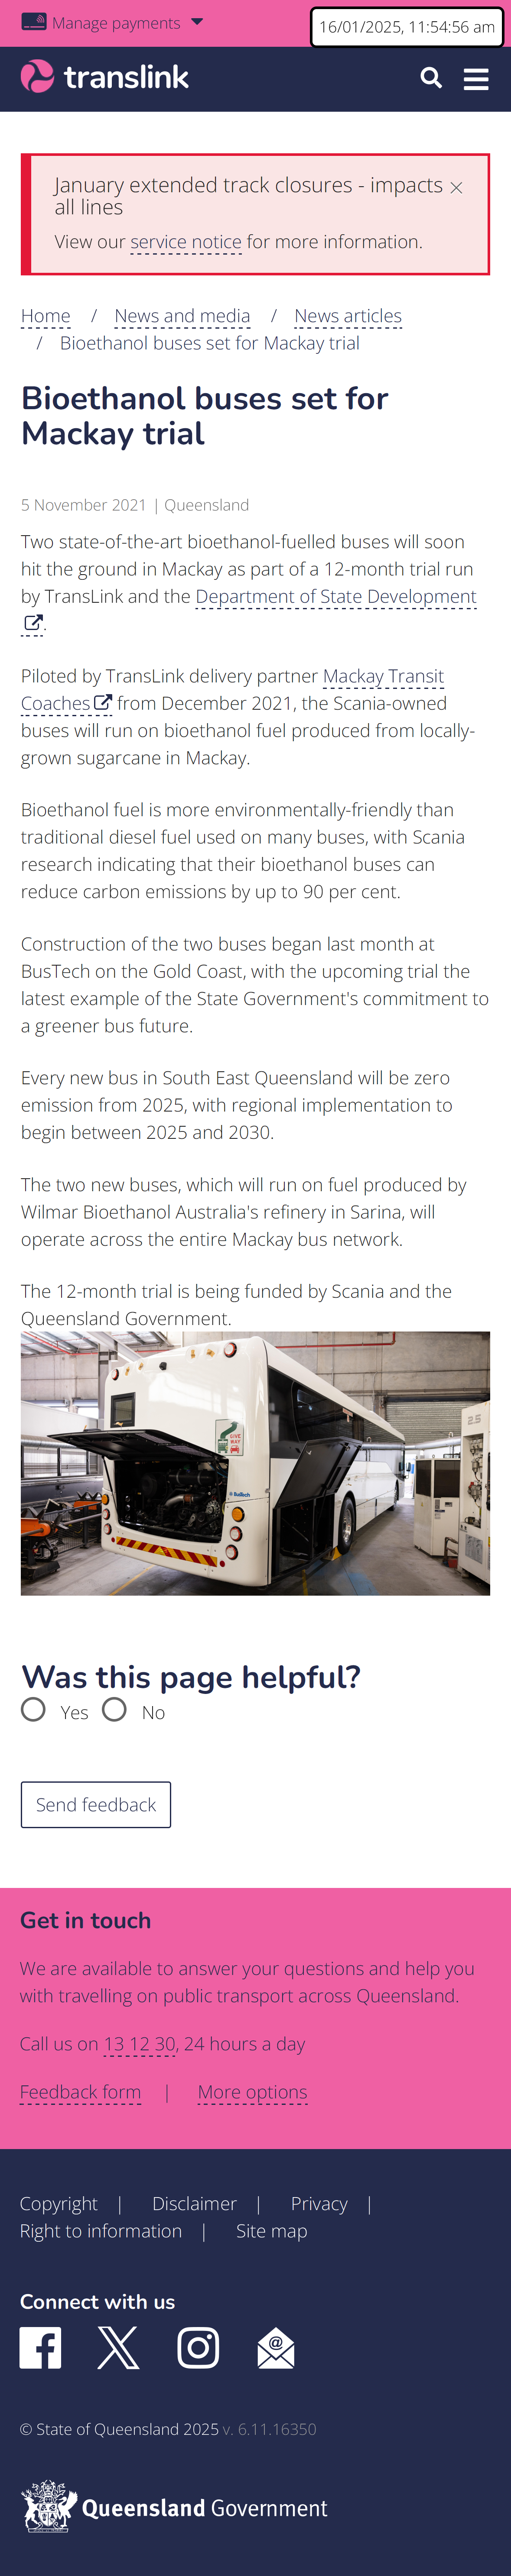 Manage payments
16/01/2025, 11:54:56 am
translink
January extended track closures - impacts
all lines
View our service notice for more information.
Home / News and media / News articles
/ Bioethanol buses set for Mackay trial
Bioethanol buses set for
Mackay trial
5 November 2021 | Queensland
Two state-of-the-art bioethanol-fuelled buses will soon
hit the ground in Mackay as part of a 12-month trial run
by TransLink and the Department of State Development
.
Piloted by TransLink delivery partner Mackay Transit
Coaches from December 2021, the Scania-owned
buses will run on bioethanol fuel produced from locally-
grown sugarcane in Mackay.
Bioethanol fuel is more environmentally-friendly than
traditional diesel fuel used on many buses, with Scania
research indicating that their bioethanol buses can
reduce carbon emissions by up to 90 per cent.
Construction of the two buses began last month at
BusTech on the Gold Coast, with the upcoming trial the
latest example of the State Government's commitment to
a greener bus future.
Every new bus in South East Queensland will be zero
emission from 2025, with regional implementation to
begin between 2025 and 2030.
The two new buses, which will run on fuel produced by
Wilmar Bioethanol Australia's refinery in Sarina, will
operate across the entire Mackay bus network.
The 12-month trial is being funded by Scania and the
Queensland Government.
2.5
GIVE
WAY
BusTech
Was this page helpful?
Yes No
Send feedback
Get in touch
We are available to answer your questions and help you
with travelling on public transport across Queensland.
Call us on 13 12 30, 24 hours a day
Feedback form | More options
Copyright | Disclaimer | Privacy |
Right to information | Site map
Connect with us
© State of Queensland 2025 v. 6.11.16350
Queensland Government